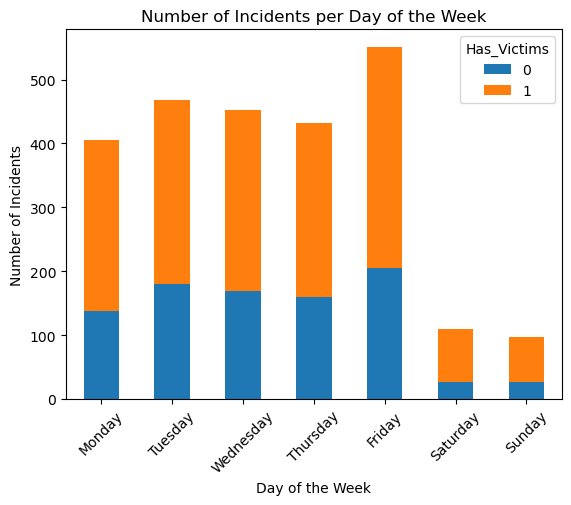 Number of Incidents per Day of the Week
Has_Victims
0
1
Number of Incidents
500
400
300
200
100
0
Monday
Tuesday
Wednesday
Thursday
Friday
Saturday
Sunday
Day of the Week